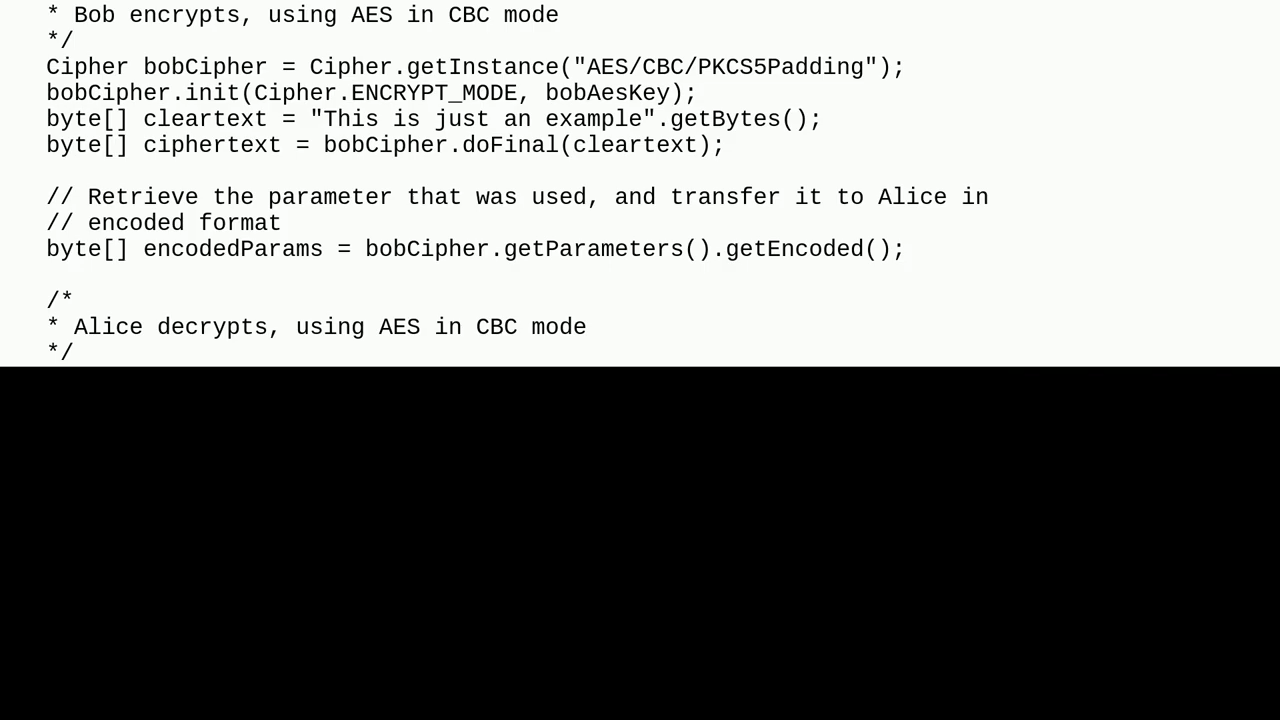 * Bob encrypts, using AES in CBC mode
*/
Cipher bobCipher = Cipher.getInstance("AES/CBC/PKCS5Padding");
bobCipher.init(Cipher.ENCRYPT_MODE, bobAesKey);
byte[] cleartext = "This is just an example".getBytes();
byte[] ciphertext = bobCipher.doFinal(cleartext);
// Retrieve the parameter that was used, and transfer it to Alice in
// encoded format
byte[] encodedParams = bobCipher.getParameters().getEncoded();
/*
* Alice decrypts, using AES in CBC mode
*/